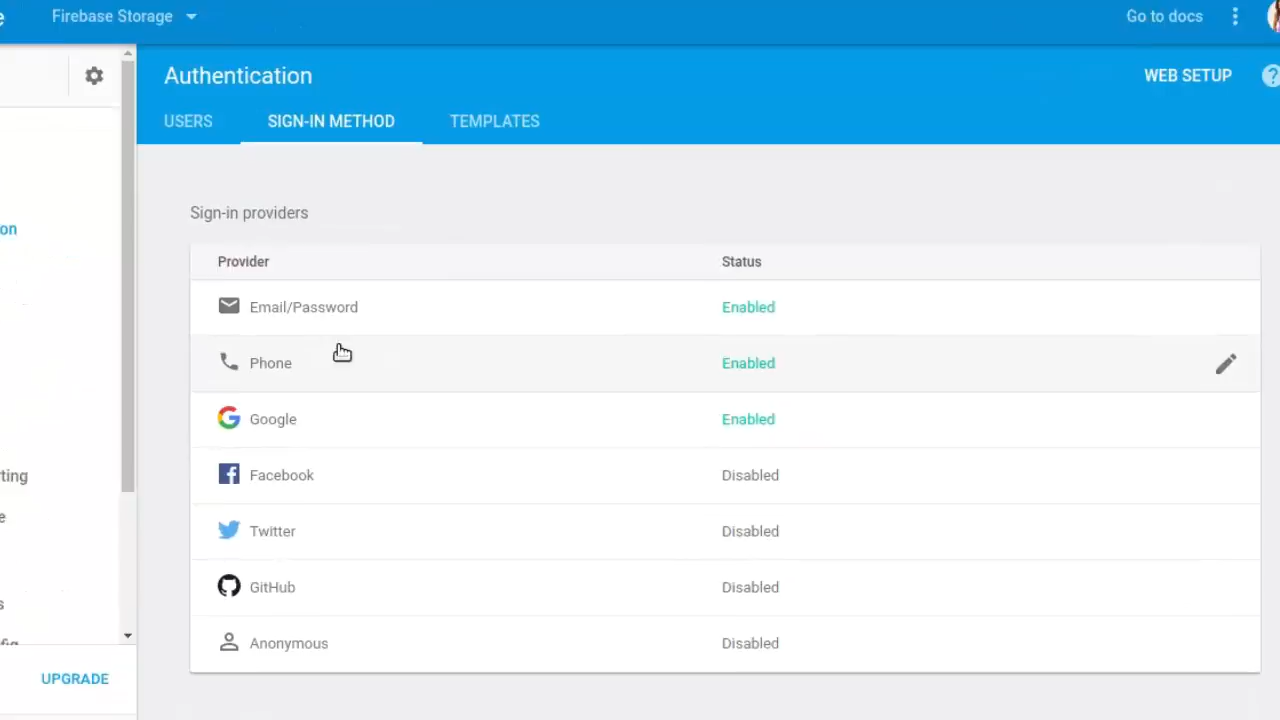 Firebase Storage
Go to docs
Authentication
WEB SETUP
USERS
SIGN-IN METHOD
TEMPLATES
Sign-in providers
Provider
Status
Email/Password
Enabled
Phone
Enabled
Google
Enabled
Facebook
Disabled
Twitter
Disabled
GitHub
Disabled
Anonymous
Disabled
UPGRADE